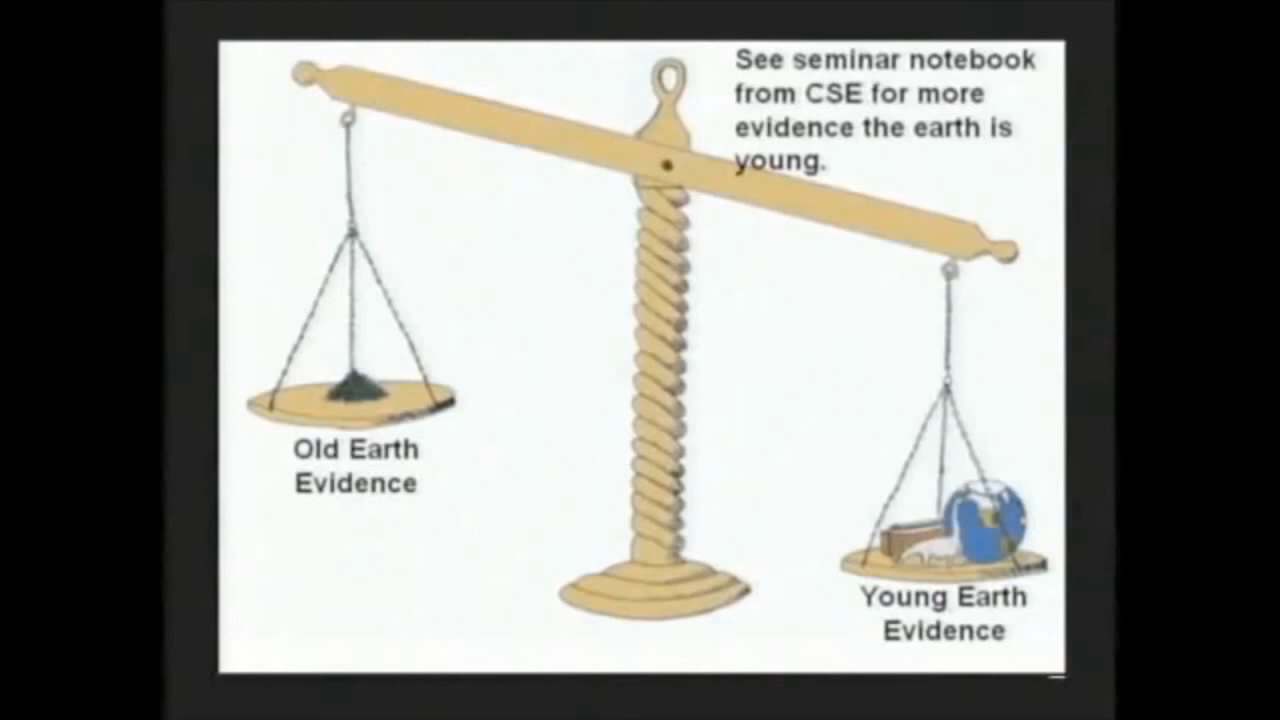 See seminar notebook
from CSE for more
evidence the earth is
young.
Old Earth
Evidence
Young Earth
Evidence